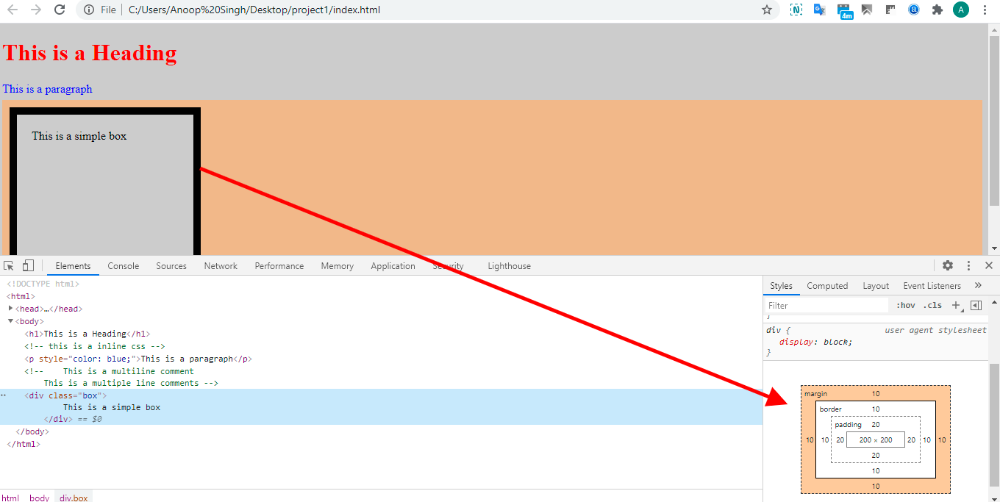 File C:/Users/Anoop%20Singh/Desktop/project1/index.html 4m a A
This is a Heading
This is a paragraph
This is a simple box
Elements Console Sources Network Performance Memory Application Security Lighthouse
<!DOCTYPE html>
<html>
<head>…</head>
<body>
<h1>This is a Heading</h1>
<!-- this is a inline css -->
<p style="color: blue;">This is a paragraph</p>
<!-- This is a multiline comment
This is a multiple line comments -->
<div class="box">
This is a simple box
</div> == $0
</body>
</html>
html body div.box
Styles Computed Layout Event Listeners »
Filter :hov .cls +
}
div { user agent stylesheet
display: block;
}
margin 10
border 10
padding 20
10 10 20 200 × 200 20 10 10
20
10
10